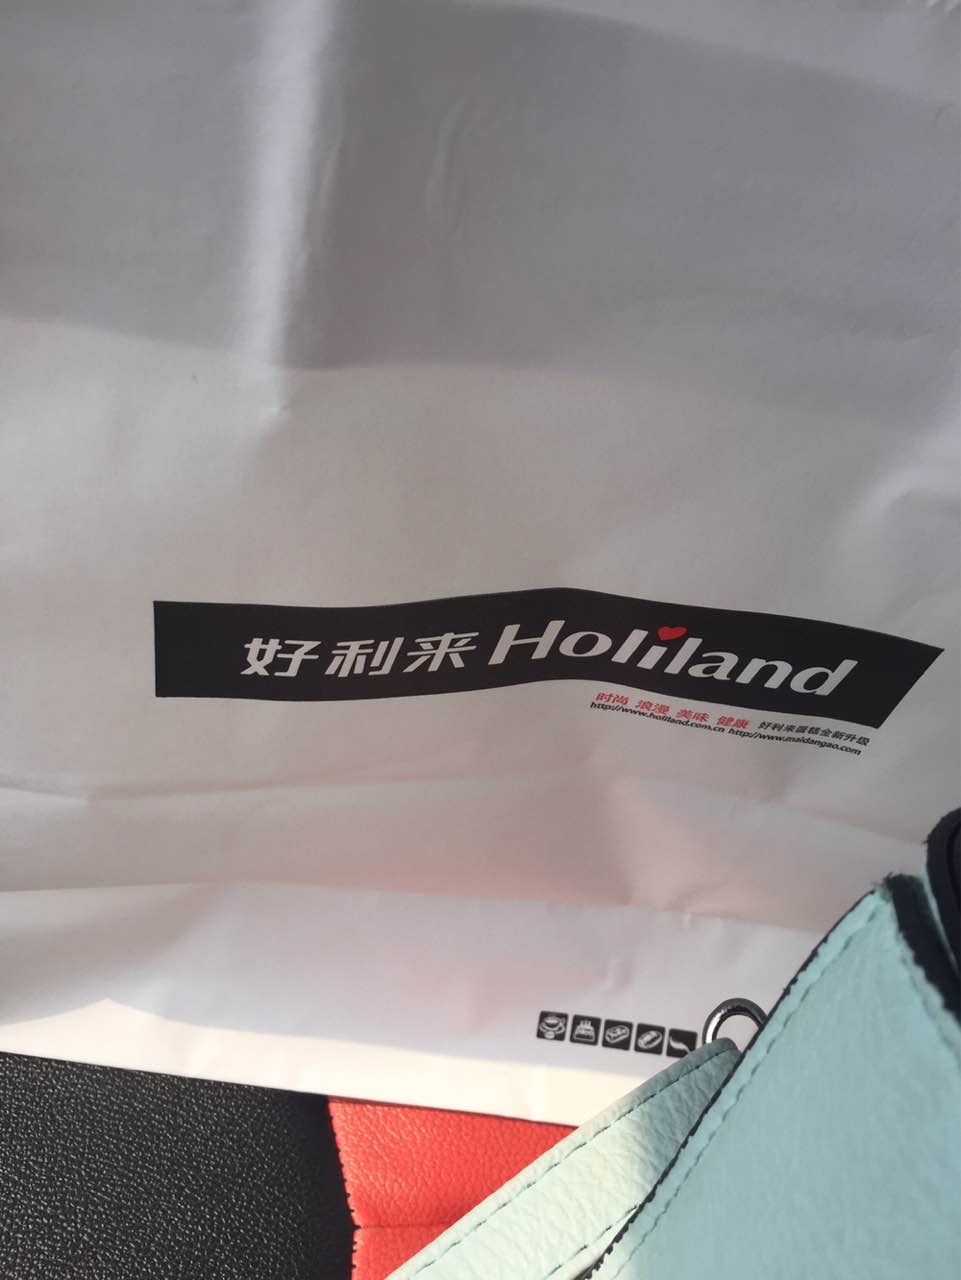 好利来 Holiland
时尚 浪漫 美味 健康 好利来蛋糕全新升级
http://www.holiland.com.cn http://www.maidangao.com